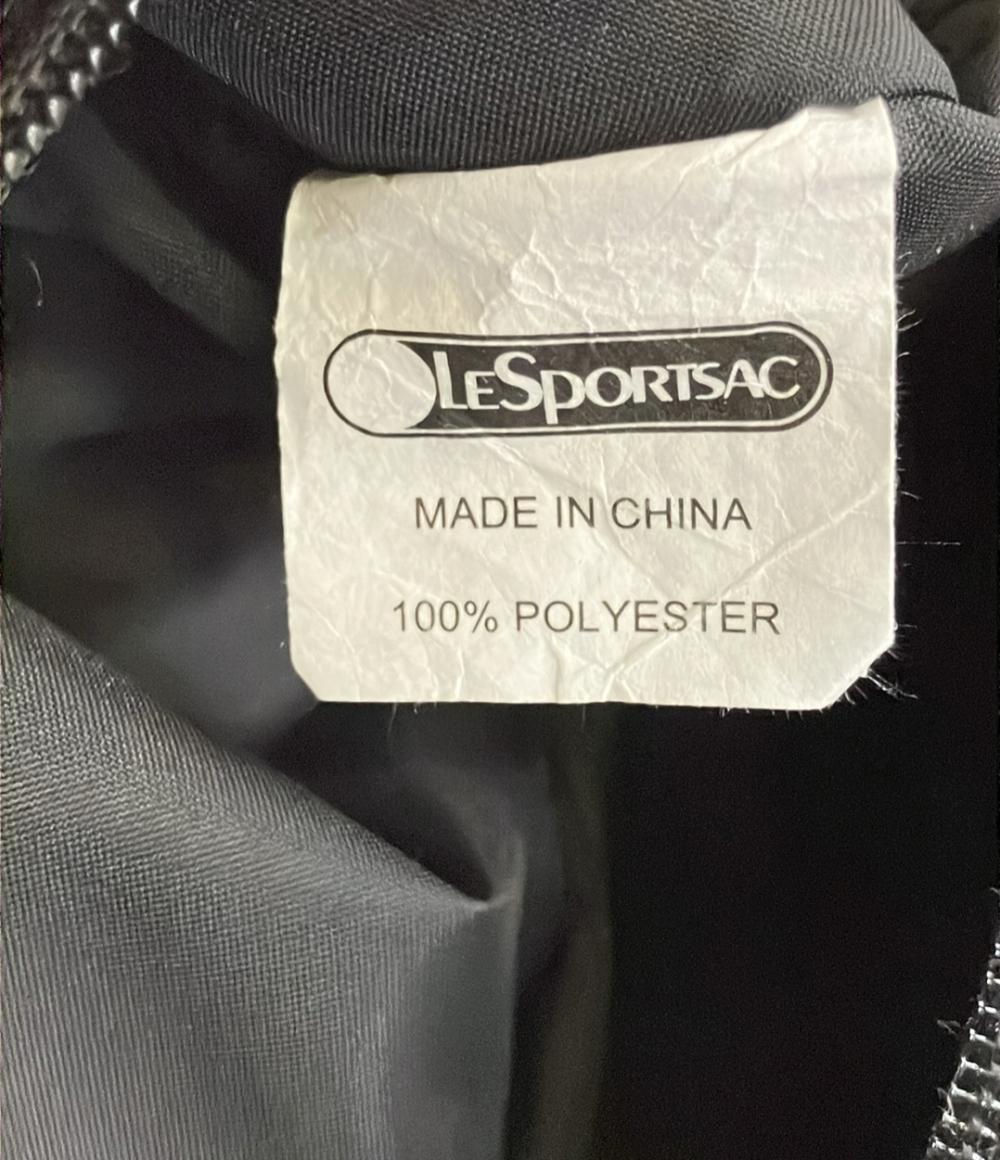 LESPORTSAC
MADE IN CHINA
100% POLYESTER